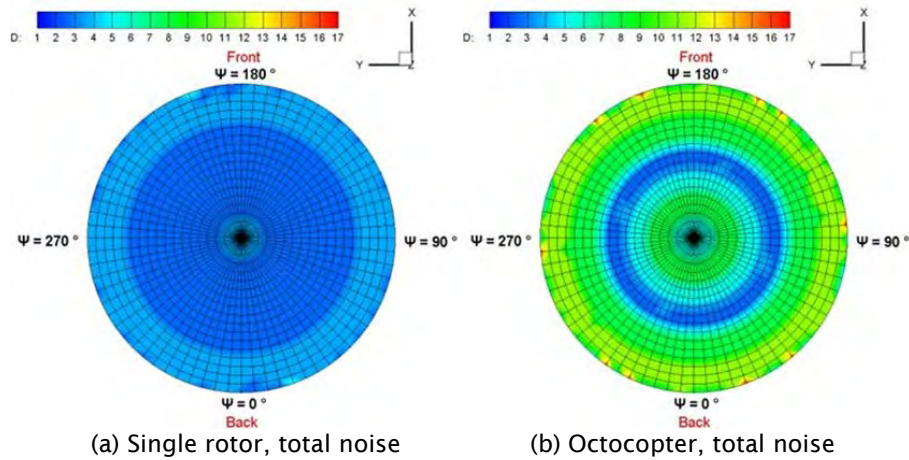 D: 1 2 3 4 5 6 7 8 9 10 11 12 13 14 15 16 17
X
Y
Z
Front
Ψ = 180 °
Ψ = 270 °
Ψ = 90 °
Ψ = 0 °
Back
(a) Single rotor, total noise
D: 1 2 3 4 5 6 7 8 9 10 11 12 13 14 15 16 17
X
Y
Z
Front
Ψ = 180 °
Ψ = 270 °
Ψ = 90 °
Ψ = 0 °
Back
(b) Octocopter, total noise